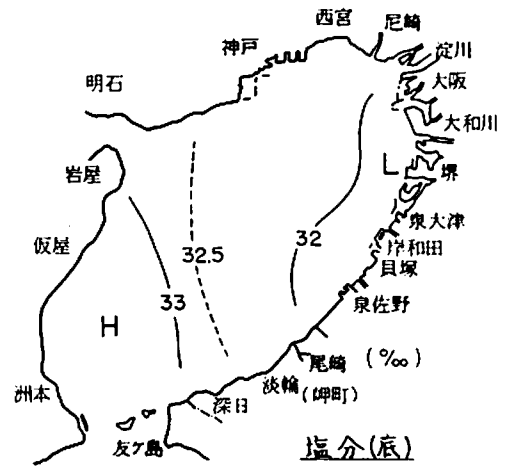 西宮
尼崎
神戸
淀川
大阪
明石
大和川
L
堺
岩屋
泉大津
仮屋
32.5
32
岸和田
貝塚
33
泉佐野
H
尾崎
(‰)
淡輪
(岬町)
洲本
深日
友ケ島
塩分(底)